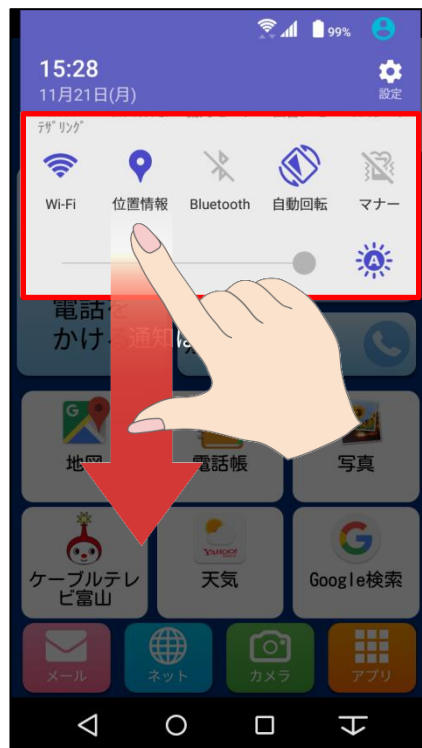 99%
15:28
11月21日(月)
設定
ﾃｻﾞﾘﾝｸﾞ
Wi-Fi
位置情報
Bluetooth
自動回転
マナー
電話を
かける
通知は
地図
電話帳
写真
YAHOO!
ケーブルテレ
ビ富山
天気
Google検索
メール
ネット
カメラ
アプリ